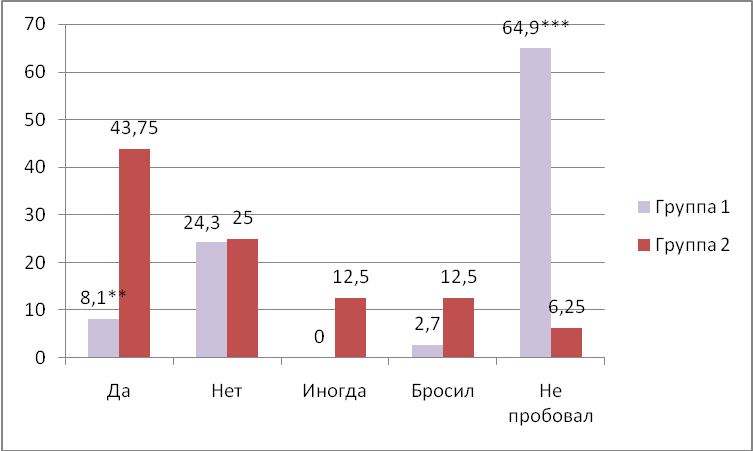 70
60
50
40
30
20
10
0
64,9***
43,75
24,3
25
8,1**
12,5
12,5
0
2,7
6,25
Да
Нет
Иногда
Бросил
Не
пробовал
Группа 1
Группа 2